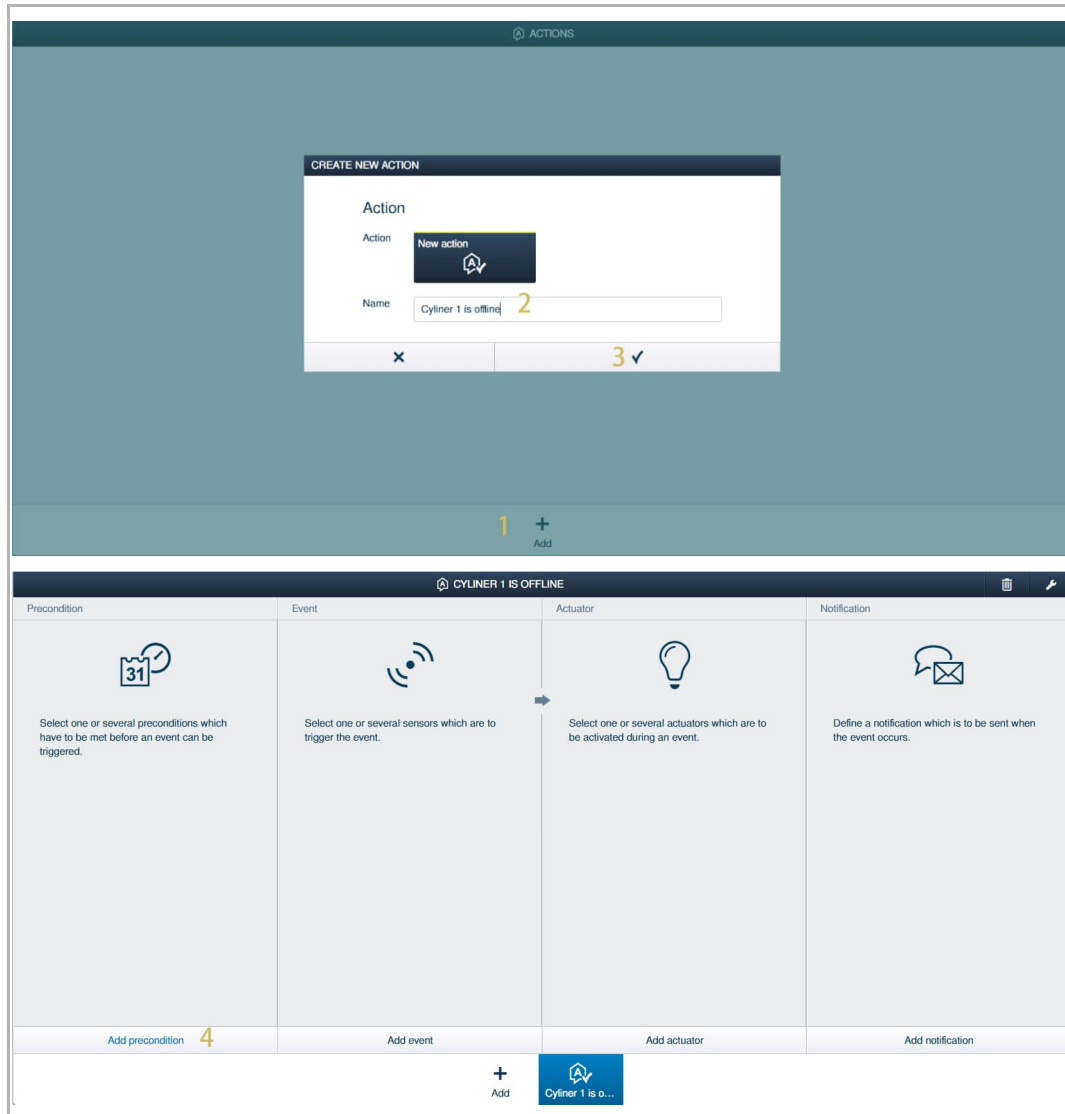 ACTIONS
CREATE NEW ACTION
Action
Action
New action
A
Name
Cyliner 1 is offline
2
3
1
Add
CYLINER 1 IS OFFLINE
Precondition
Event
Actuator
Notification
31
Select one or several preconditions which
have to be met before an event can be
triggered.
Select one or several sensors which are to
trigger the event.
Select one or several actuators which are to
be activated during an event.
Define a notification which is to be sent when
the event occurs.
Add precondition
4
Add event
Add actuator
Add notification
Add
A
Cyliner 1 is o...